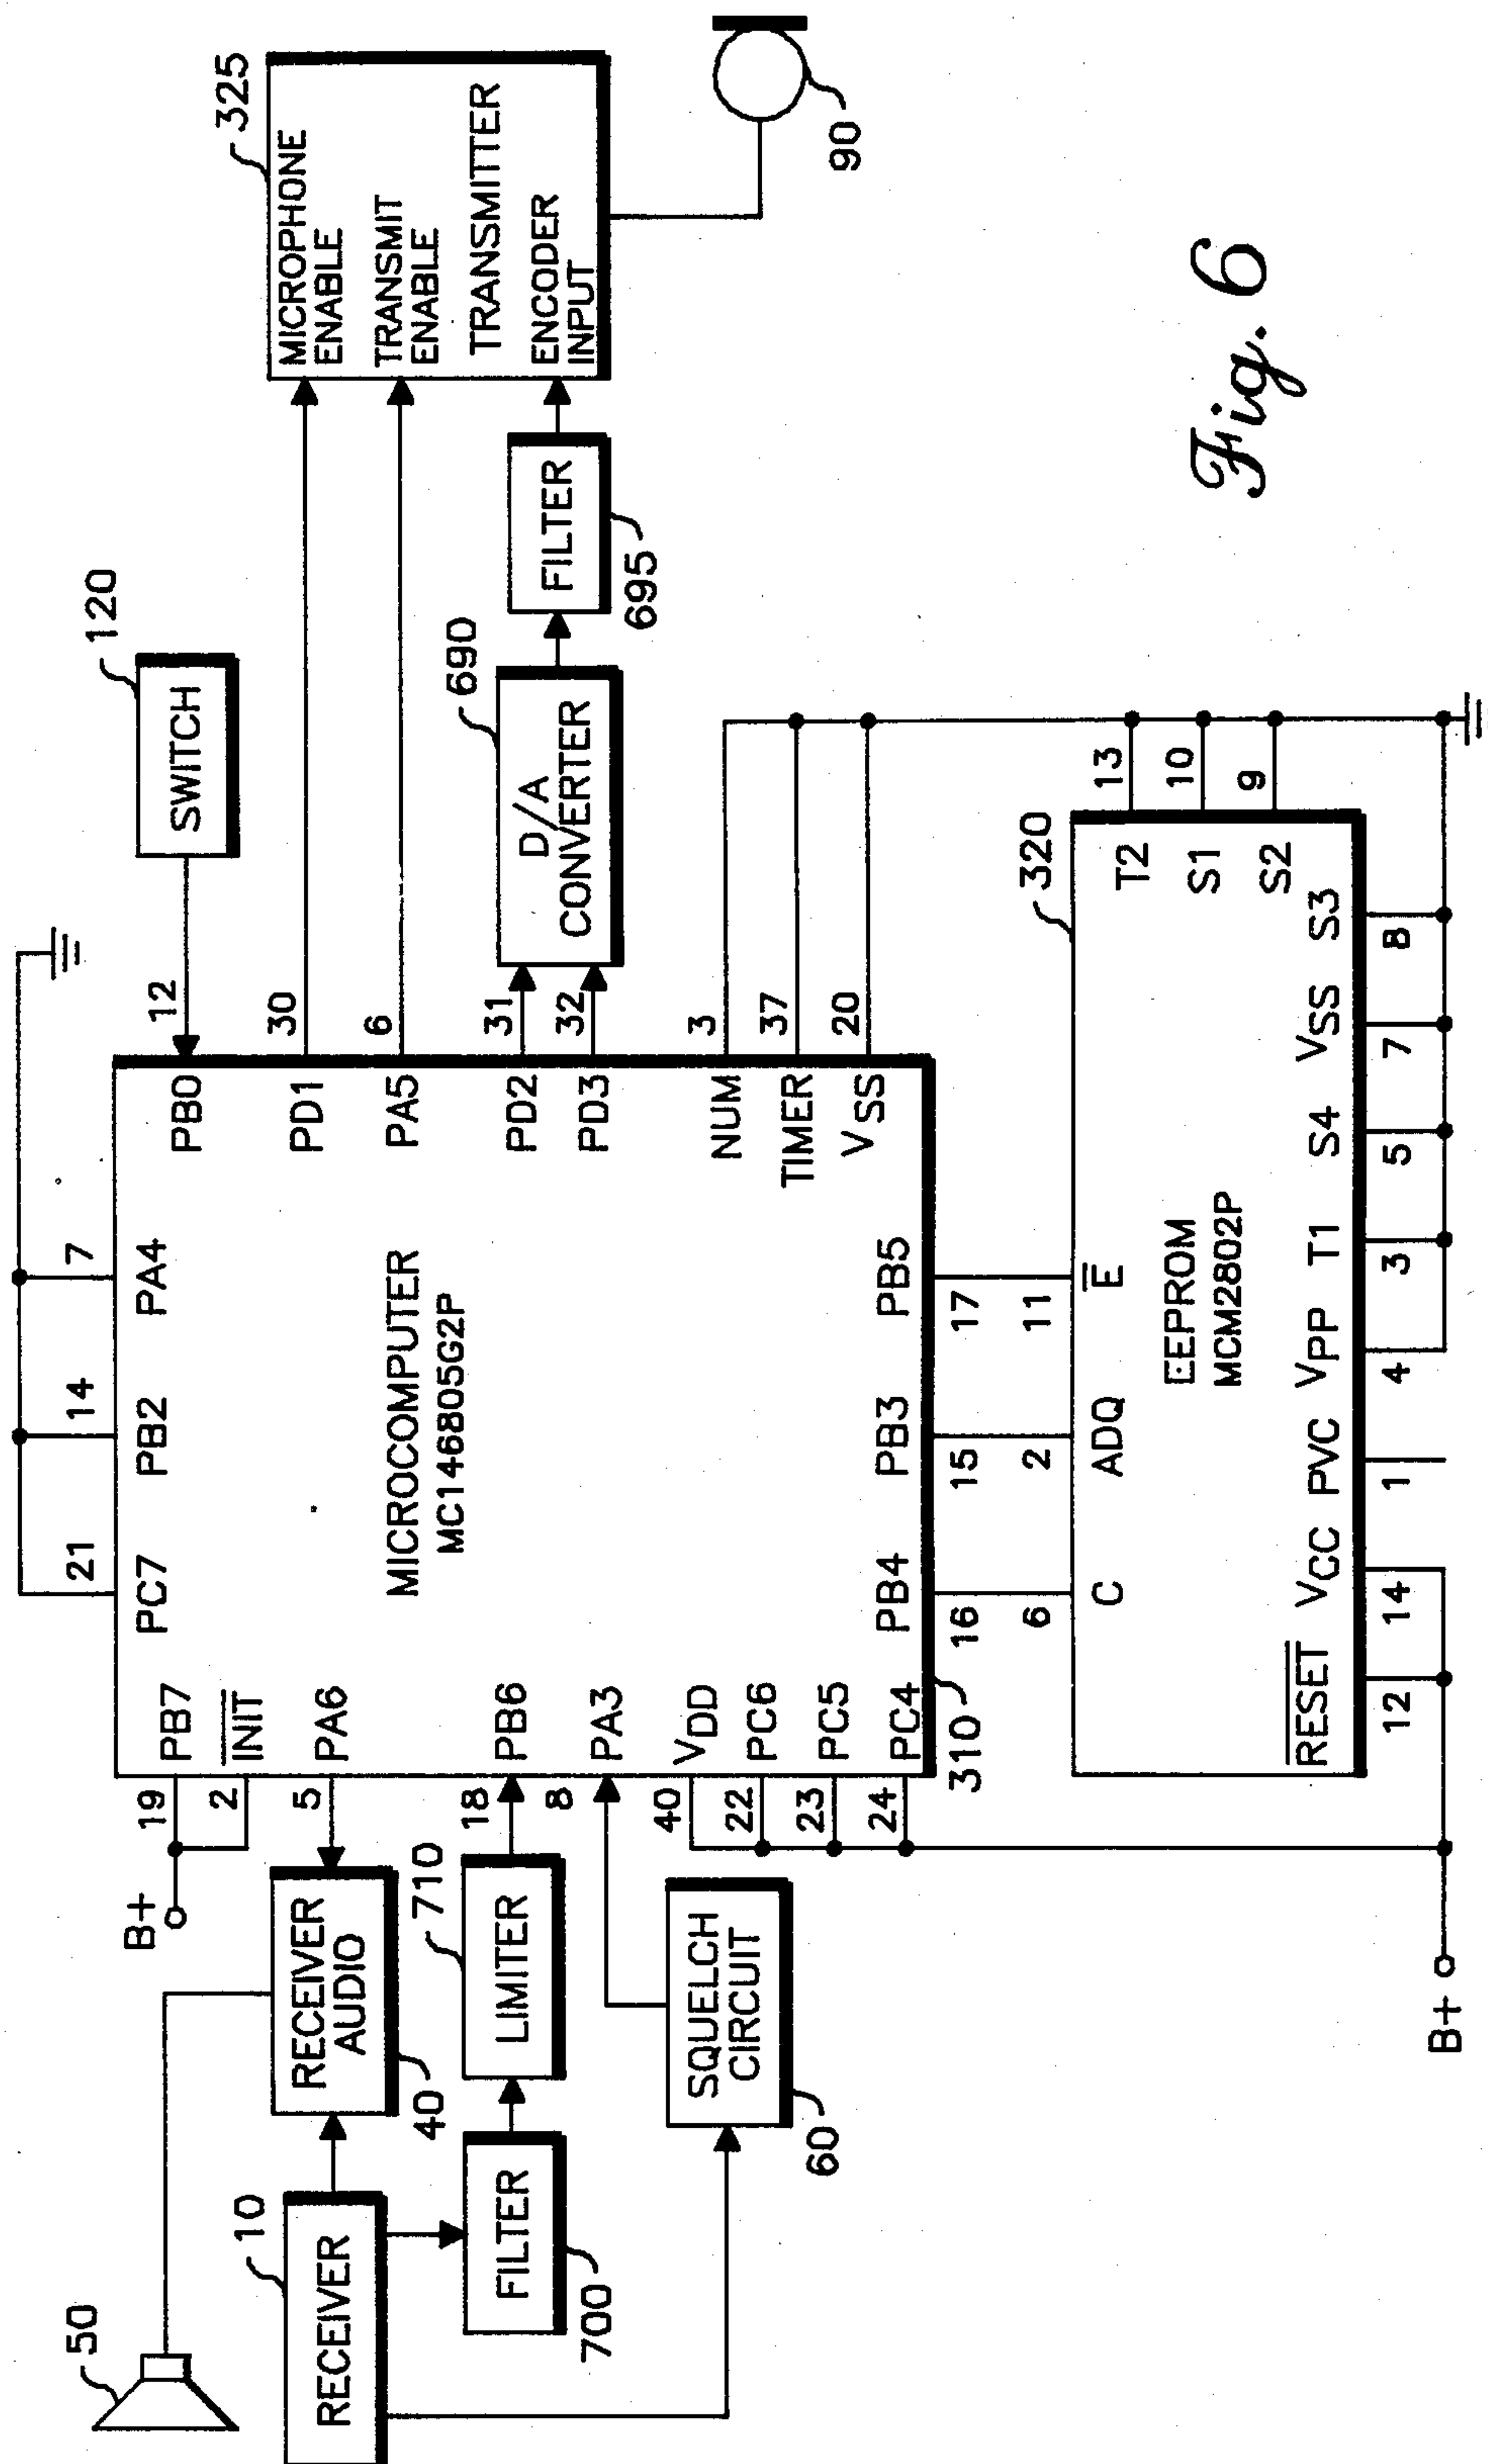 50
10
RECEIVER
40
RECEIVER
AUDIO
700
FILTER
710
LIMITER
60
SQUELCH
CIRCUIT
B+
19
2
5
18
8
40
22
23
24
PB7
INIT
PA6
PB6
PA3
VDD
PC6
PC5
PC4
21
14
7
PC7
PB2
PA4
MICROCOMPUTER
MC146805G2P
310
PB4
PB3
PB5
16
15
17
6
2
11
PB0
PD1
PA5
PD2
PD3
NUM
TIMER
VSS
12
30
6
31
32
3
37
20
SWITCH
120
D/A
CONVERTER
690
FILTER
695
MICROPHONE
ENABLE
TRANSMIT
ENABLE
TRANSMITTER
ENCODER
INPUT
325
90
C
ADQ
E
EEPROM
MCM2802P
320
T2
S1
S2
13
10
9
RESET
VCC
PVC
VPP
T1
S4
VSS
S3
12
14
1
4
3
5
7
8
B+
Fig. 6